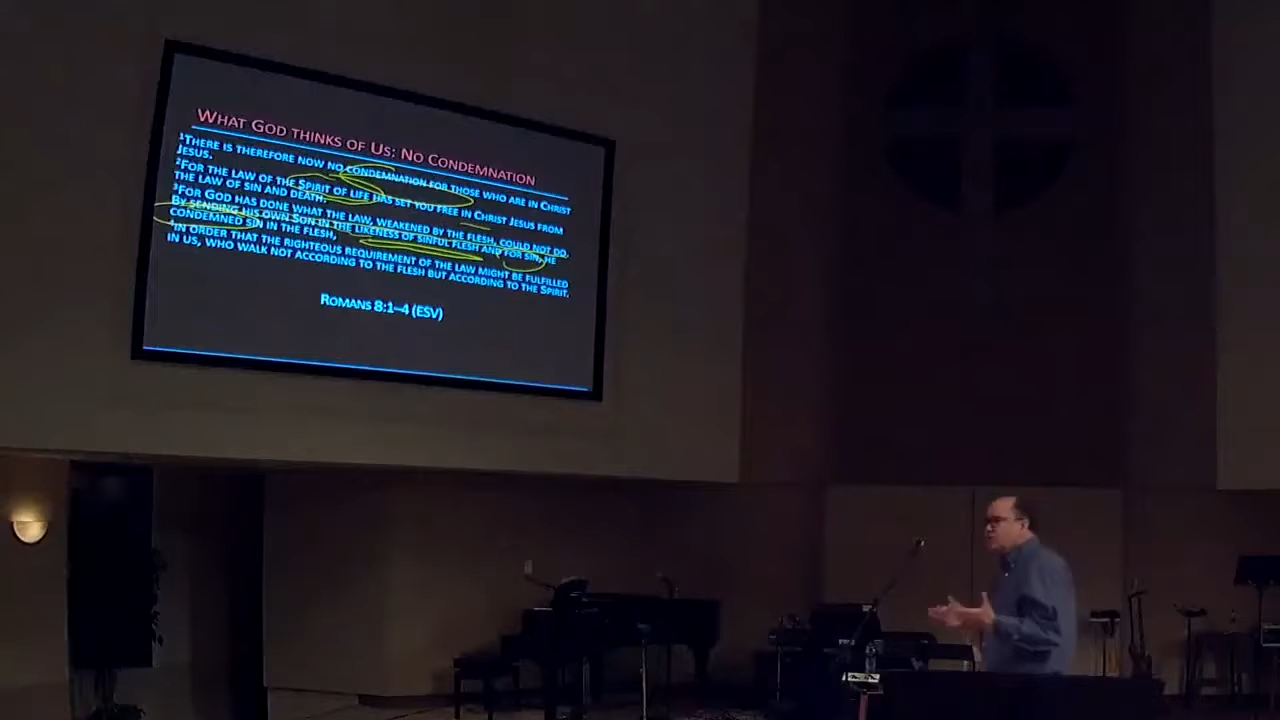 WHAT GOD THINKS OF US: NO CONDEMNATION
1THERE IS THEREFORE NOW NO CONDEMNATION FOR THOSE WHO ARE IN CHRIST
JESUS.
2FOR THE LAW OF THE SPIRIT OF LIFE HAS SET YOU FREE IN CHRIST JESUS FROM
THE LAW OF SIN AND DEATH.
3FOR GOD HAS DONE WHAT THE LAW, WEAKENED BY THE FLESH, COULD NOT DO.
BY SENDING HIS OWN SON IN THE LIKENESS OF SINFUL FLESH AND FOR SIN, HE
CONDEMNED SIN IN THE FLESH,
4IN ORDER THAT THE RIGHTEOUS REQUIREMENT OF THE LAW MIGHT BE FULFILLED
IN US, WHO WALK NOT ACCORDING TO THE FLESH BUT ACCORDING TO THE SPIRIT.
ROMANS 8:1–4 (ESV)